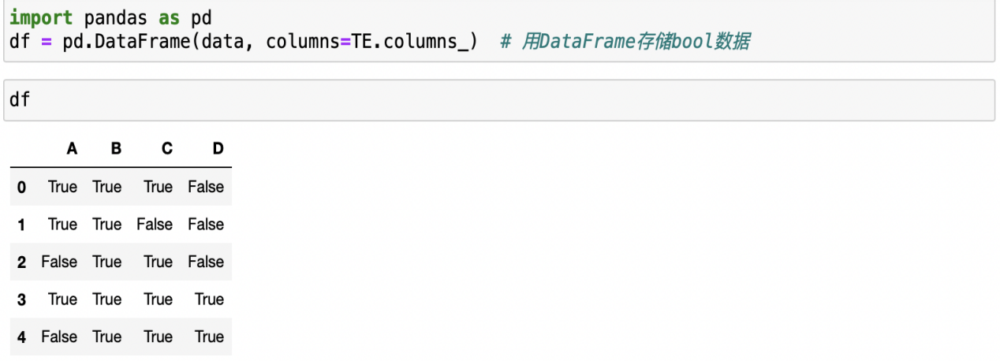 import pandas as pd
df = pd.DataFrame(data, columns=TE.columns_)  # 用DataFrame存储bool数据
df
A B C D
0 True True True False
1 True True False False
2 False True True False
3 True True True True
4 False True True True